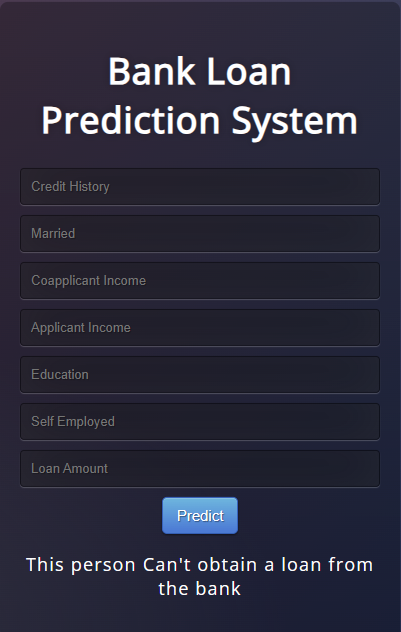 Bank Loan
Prediction System
Credit History
Married
Coapplicant Income
Applicant Income
Education
Self Employed
Loan Amount
Predict
This person Can't obtain a loan from
the bank